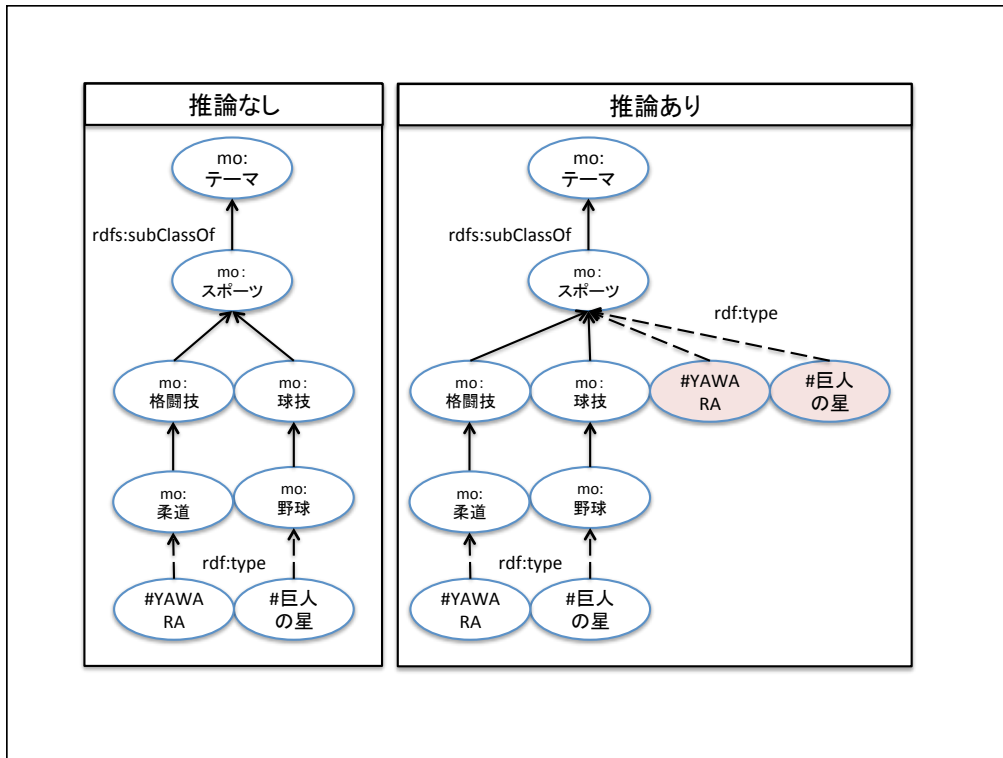 推論なし
mo:
テーマ
rdfs:subClassOf
mo:
スポーツ
mo:
格闘技
mo:
球技
mo:
柔道
mo:
野球
rdf:type
#YAWA
RA
#巨人
の星
推論あり
mo:
テーマ
rdfs:subClassOf
mo:
スポーツ
rdf:type
mo:
格闘技
mo:
球技
#YAWA
RA
#巨人
の星
mo:
柔道
mo:
野球
rdf:type
#YAWA
RA
#巨人
の星